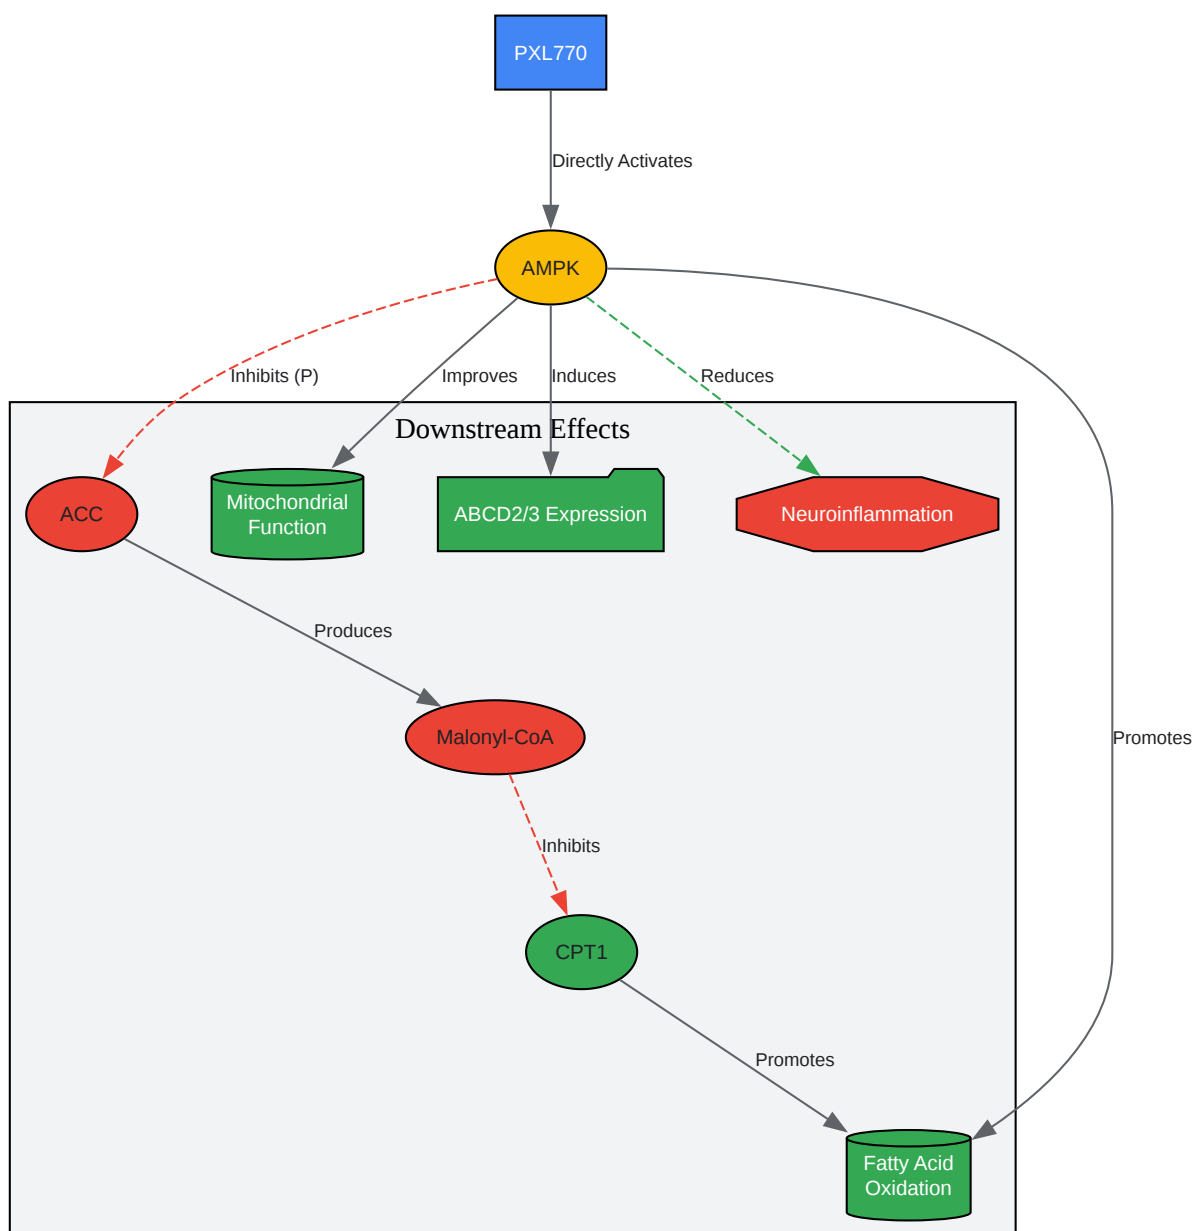 PXL770
Directly Activates
AMPK
Inhibits (P)
Improves
Induces
Reduces
Downstream Effects
ACC
Mitochondrial
Function
ABCD2/3 Expression
Neuroinflammation
Produces
Malonyl-CoA
Promotes
Inhibits
CPT1
Promotes
Fatty Acid
Oxidation